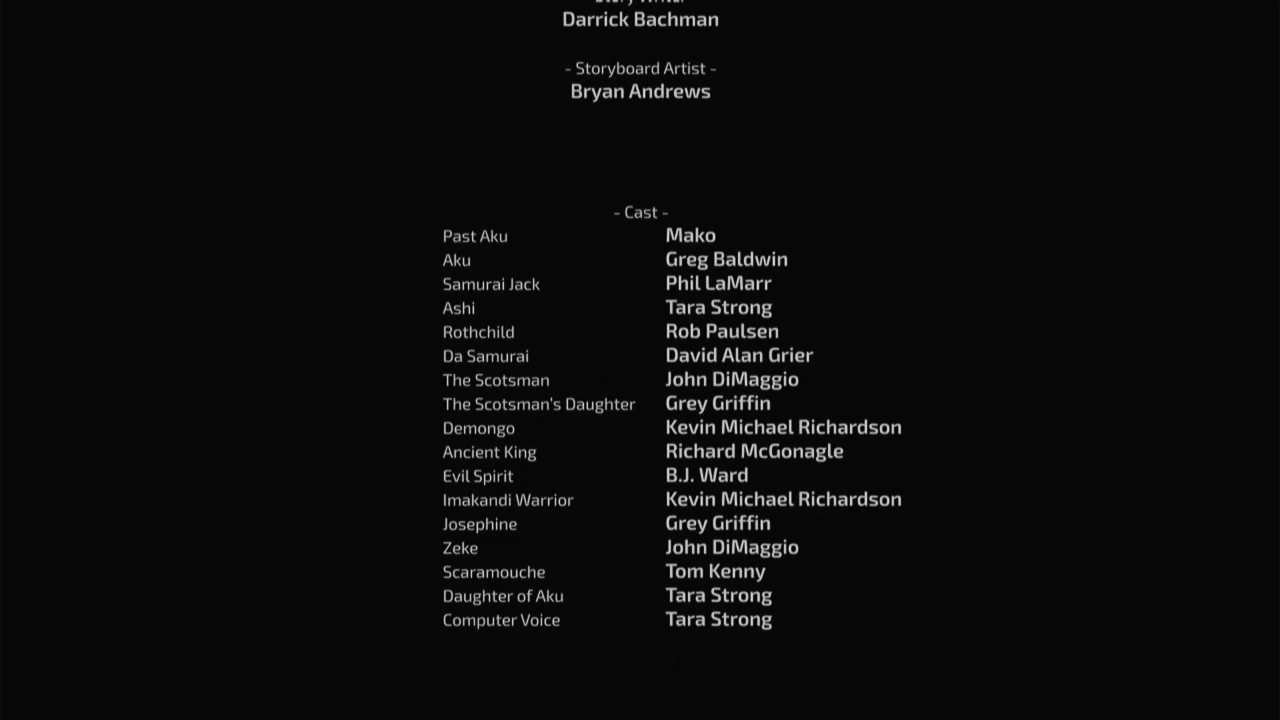 Darrick Bachman
- Storyboard Artist -
Bryan Andrews
- Cast -
Past Aku Mako
Aku Greg Baldwin
Samurai Jack Phil LaMarr
Ashi Tara Strong
Rothchild Rob Paulsen
Da Samurai David Alan Grier
The Scotsman John DiMaggio
The Scotsman's Daughter Grey Griffin
Demongo Kevin Michael Richardson
Ancient King Richard McGonagle
Evil Spirit B.J. Ward
Imakandi Warrior Kevin Michael Richardson
Josephine Grey Griffin
Zeke John DiMaggio
Scaramouche Tom Kenny
Daughter of Aku Tara Strong
Computer Voice Tara Strong